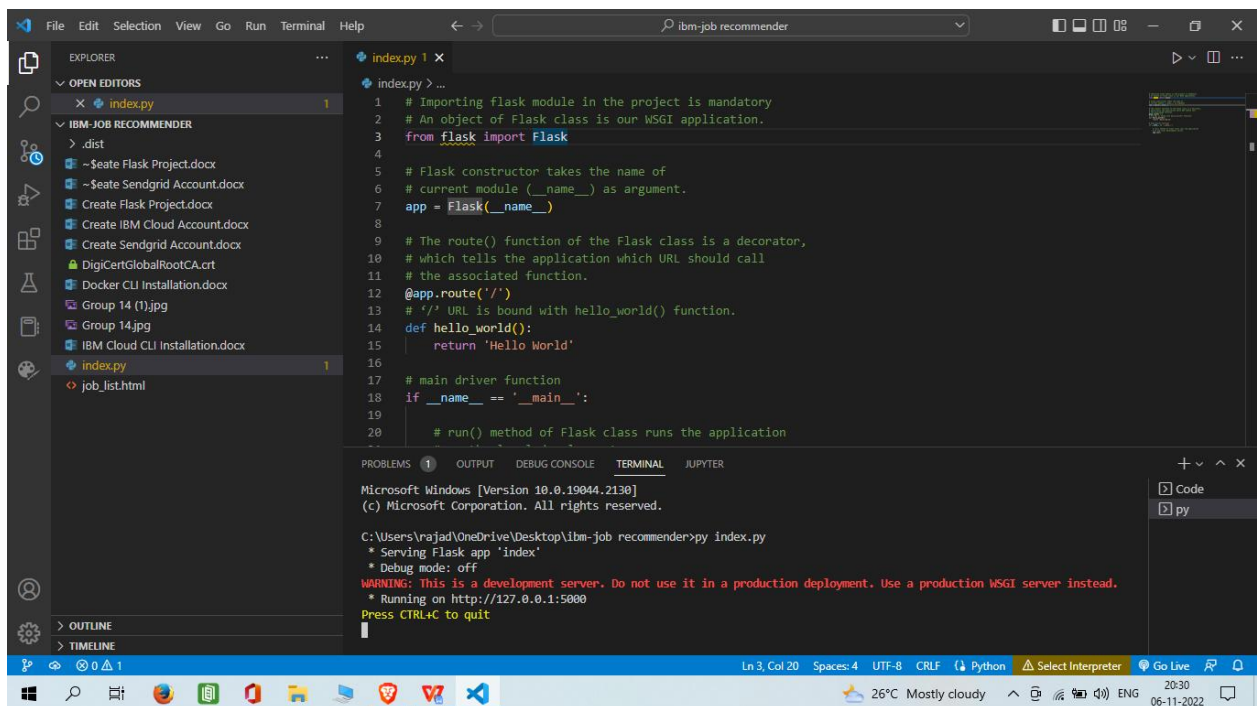 File Edit Selection View Go Run Terminal Help
ibm-job recommender
EXPLORER
OPEN EDITORS
index.py 1
IBM-JOB RECOMMENDER
.dist
~$eate Flask Project.docx
~$eate Sendgrid Account.docx
Create Flask Project.docx
Create IBM Cloud Account.docx
Create Sendgrid Account.docx
DigiCertGlobalRootCA.crt
Docker CLI Installation.docx
Group 14 (1).jpg
Group 14.jpg
IBM Cloud CLI Installation.docx
index.py 1
job_list.html
OUTLINE
TIMELINE
index.py 1
index.py > ...
1 # Importing flask module in the project is mandatory
2 # An object of Flask class is our WSGI application.
3 from flask import Flask
4
5 # Flask constructor takes the name of
6 # current module (__name__) as argument.
7 app = Flask(__name__)
8
9 # The route() function of the Flask class is a decorator,
10 # which tells the application which URL should call
11 # the associated function.
12 @app.route('/')
13 # ‘/’ URL is bound with hello_world() function.
14 def hello_world():
15 return 'Hello World'
16
17 # main driver function
18 if __name__ == '__main__':
19
20 # run() method of Flask class runs the application
PROBLEMS 1 OUTPUT DEBUG CONSOLE TERMINAL JUPYTER
Microsoft Windows [Version 10.0.19044.2130]
(c) Microsoft Corporation. All rights reserved.
C:\Users\rajad\OneDrive\Desktop\ibm-job recommender>py index.py
* Serving Flask app 'index'
* Debug mode: off
WARNING: This is a development server. Do not use it in a production deployment. Use a production WSGI server instead.
* Running on http://127.0.0.1:5000
Press CTRL+C to quit
Code
py
0 1
Ln 3, Col 20 Spaces: 4 UTF-8 CRLF Python Select Interpreter Go Live
26°C Mostly cloudy ENG
20:30
06-11-2022